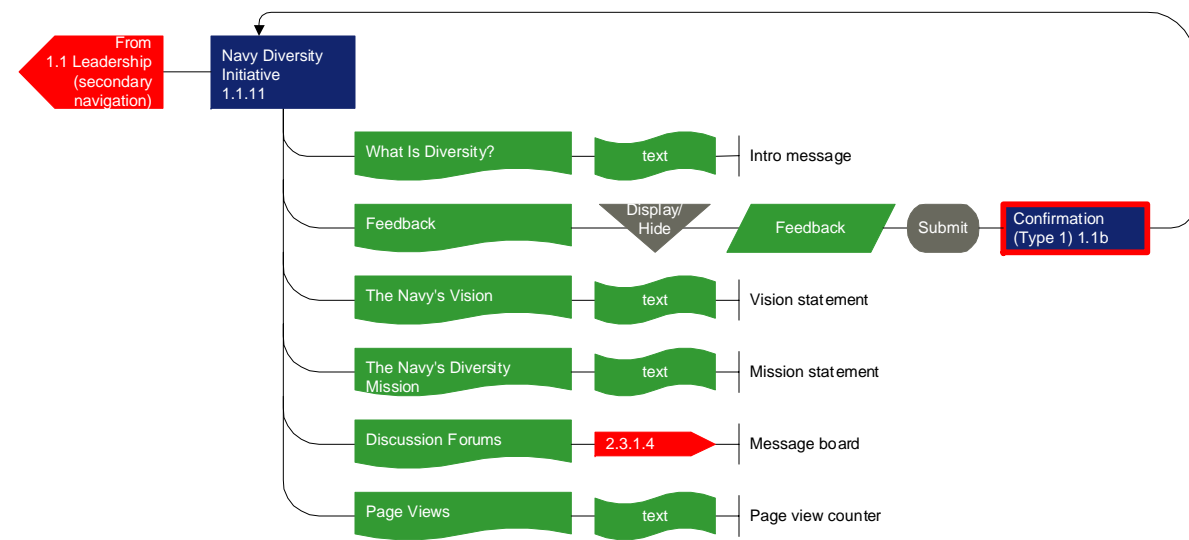 From
1.1 Leadership
(secondary
navigation)
Navy Diversity
Initiative
1.1.11
What Is Diversity?
text
Intro message
Feedback
Display/
Hide
Feedback
Submit
Confirmation
(Type 1) 1.1b
The Navy's Vision
text
Vision statement
The Navy's Diversity
Mission
text
Mission statement
Discussion Forums
2.3.1.4
Message board
Page Views
text
Page view counter